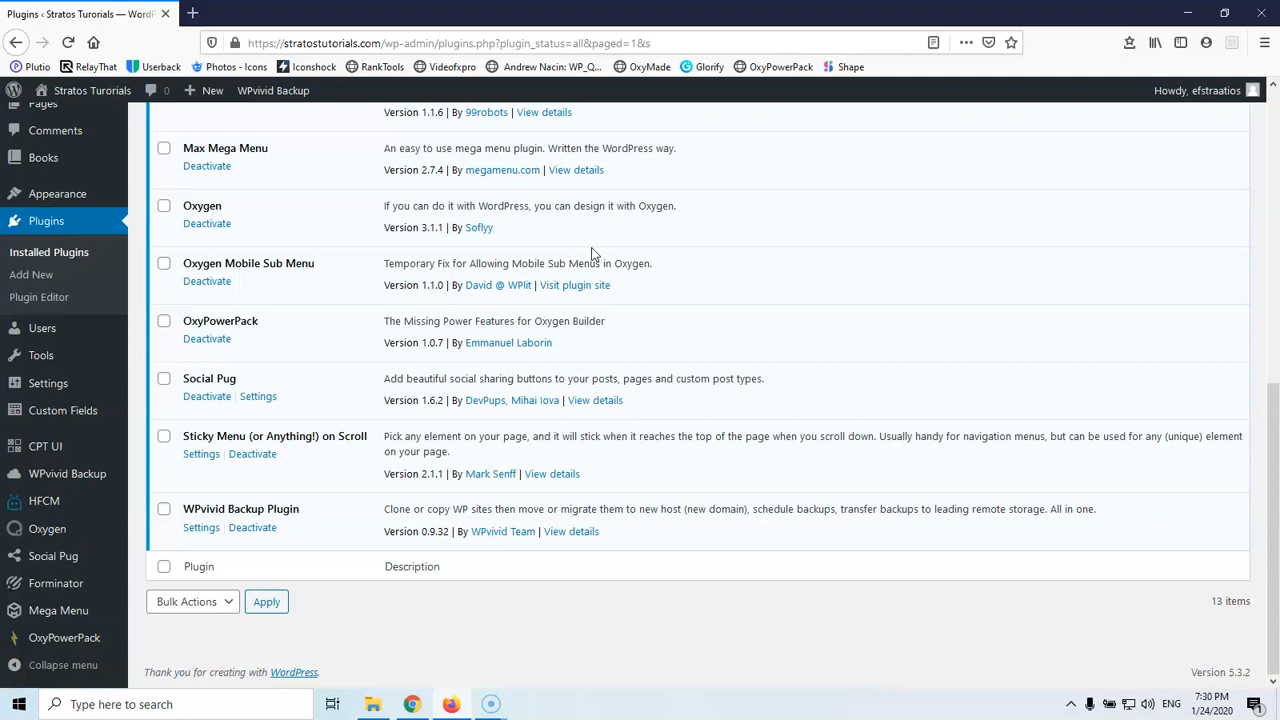 Plugins ‹ Stratos Turorials — WordP
https://stratostutorials.com/wp-admin/plugins.php?plugin_status=all&paged=1&s
Plutio
RelayThat
Userback
Photos - Icons
Iconshock
RankTools
Videofxpro
Andrew Nacin: WP_Q...
OxyMade
Glorify
OxyPowerPack
Shape
Stratos Turorials
0
New
WPvivid Backup
Howdy, efstraatios
Pages
Comments
Books
Appearance
Plugins
Installed Plugins
Add New
Plugin Editor
Users
Tools
Settings
Custom Fields
CPT UI
WPvivid Backup
HFCM
Oxygen
Social Pug
Forminator
Mega Menu
OxyPowerPack
Collapse menu
Version 1.1.6 | By 99robots | View details
Max Mega Menu
Deactivate
An easy to use mega menu plugin. Written the WordPress way.
Version 2.7.4 | By megamenu.com | View details
Oxygen
Deactivate
If you can do it with WordPress, you can design it with Oxygen.
Version 3.1.1 | By Soflyy
Oxygen Mobile Sub Menu
Deactivate
Temporary Fix for Allowing Mobile Sub Menus in Oxygen.
Version 1.1.0 | By David @ WPlit | Visit plugin site
OxyPowerPack
Deactivate
The Missing Power Features for Oxygen Builder
Version 1.0.7 | By Emmanuel Laborin
Social Pug
Deactivate | Settings
Add beautiful social sharing buttons to your posts, pages and custom post types.
Version 1.6.2 | By DevPups, Mihai Iova | View details
Sticky Menu (or Anything!) on Scroll
Settings | Deactivate
Pick any element on your page, and it will stick when it reaches the top of the page when you scroll down. Usually handy for navigation menus, but can be used for any (unique) element
on your page.
Version 2.1.1 | By Mark Senff | View details
WPvivid Backup Plugin
Settings | Deactivate
Clone or copy WP sites then move or migrate them to new host (new domain), schedule backups, transfer backups to leading remote storage. All in one.
Version 0.9.32 | By WPvivid Team | View details
Plugin
Description
Bulk Actions
Apply
13 items
Thank you for creating with WordPress.
Version 5.3.2
Type here to search
ENG
7:30 PM
1/24/2020
1